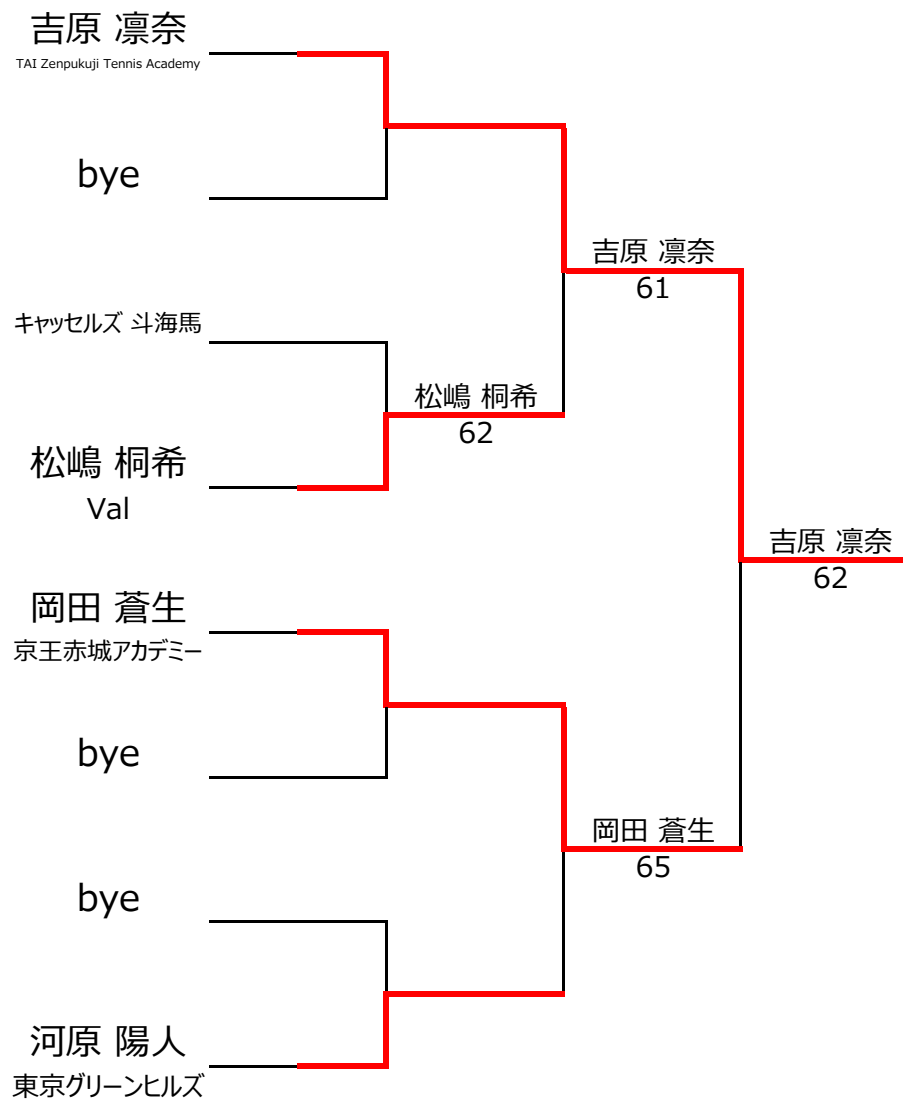 吉原 凛奈
TAI Zenpukuji Tennis Academy
bye
キャッセルズ 斗海馬
松嶋 桐希
Val
岡田 蒼生
京王赤城アカデミー
bye
bye
河原 陽人
東京グリーンヒルズ
松嶋 桐希
62
吉原 凛奈
61
岡田 蒼生
65
吉原 凛奈
62